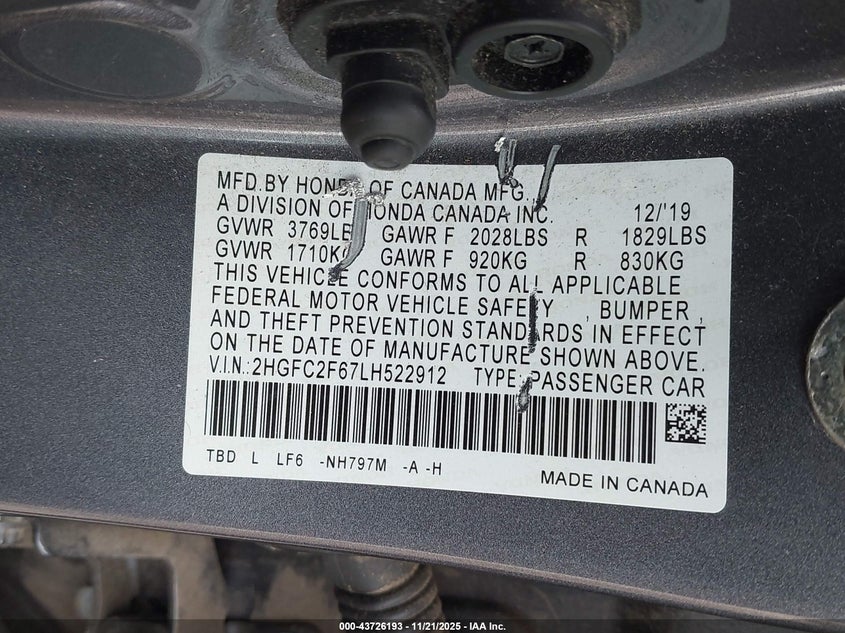 MFD.BY HONDA OF CANADA MFG.,
A DIVISION OF HONDA CANADA INC. 12/'19
GVWR 3769LBS GAWR F 2028LBS R 1829LBS
GVWR 1710KG GAWR F 920KG R 830KG
THIS VEHICLE CONFORMS TO ALL APPLICABLE
FEDERAL MOTOR VEHICLE SAFETY , BUMPER ,
AND THEFT PREVENTION STANDARDS IN EFFECT
ON THE DATE OF MANUFACTURE SHOWN ABOVE.
V.I.N.: 2HGFC2F67LH522912 TYPE: PASSENGER CAR
TBD L LF6 -NH797M -A -H
MADE IN CANADA
000-43726193 - 11/21/2025 - IAA Inc.